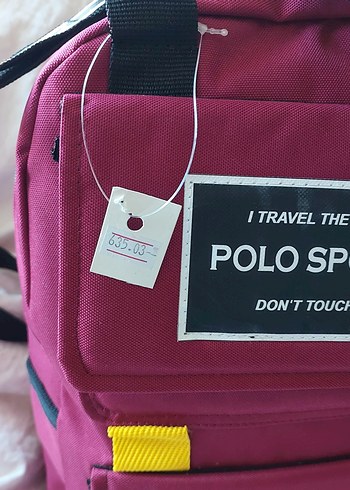 635.03-
I TRAVEL THE
POLO SP
DON'T TOUCH